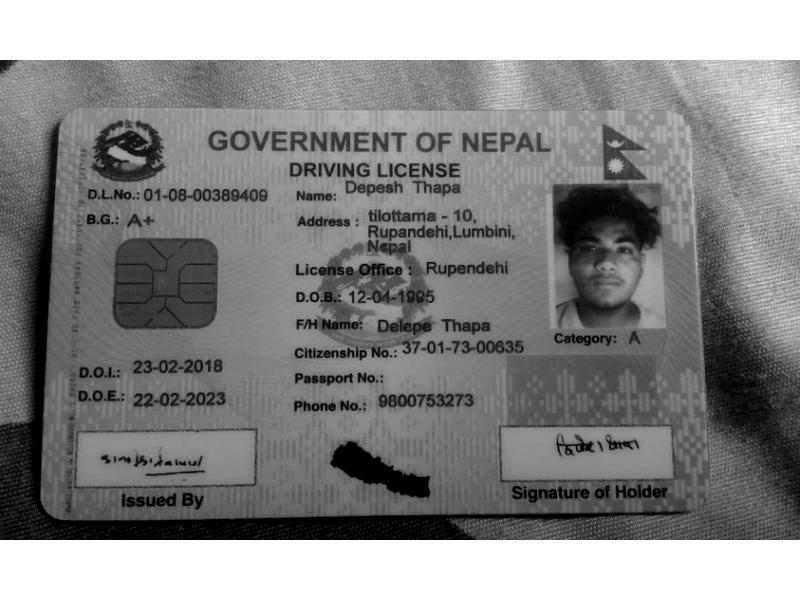 GOVERNMENT OF NEPAL
DRIVING LICENSE
D.L.No.: 01-08-00389409
B.G.: A+
Name: Depesh Thapa
Address : tilottama - 10,
Rupandehi,Lumbini,
Nepal
License Office : Rupendehi
D.O.B.: 12-04-1995
F/H Name: Delepe Thapa
Category: A
Citizenship No.: 37-01-73-00635
D.O.I.: 23-02-2018
Passport No.:
D.O.E.: 22-02-2023
Phone No.: 9800753273
Issued By
Signature of Holder